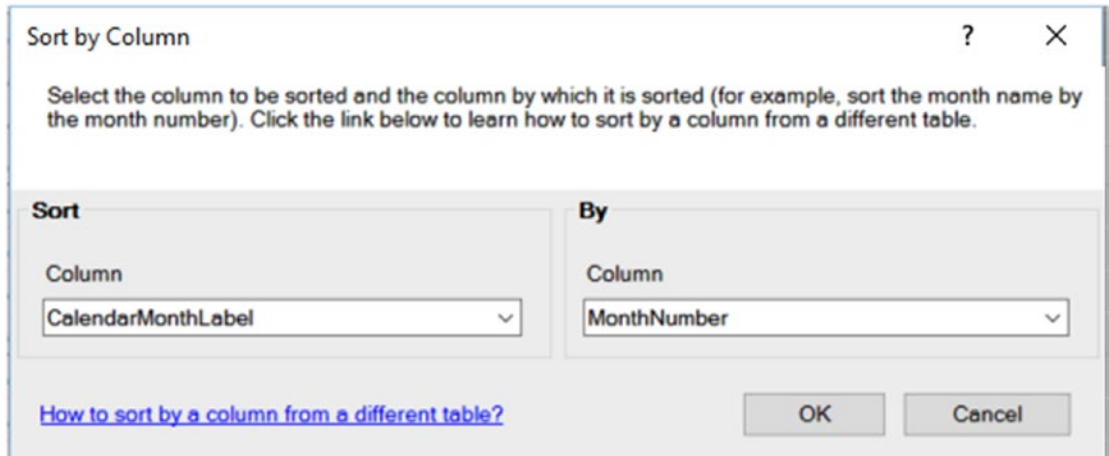 Sort by Column
?
Select the column to be sorted and the column by which it is sorted (for example, sort the month name by
the month number). Click the link below to learn how to sort by a column from a different table.
Sort
Column
CalendarMonthLabel
By
Column
MonthNumber
How to sort by a column from a different table?
OK
Cancel